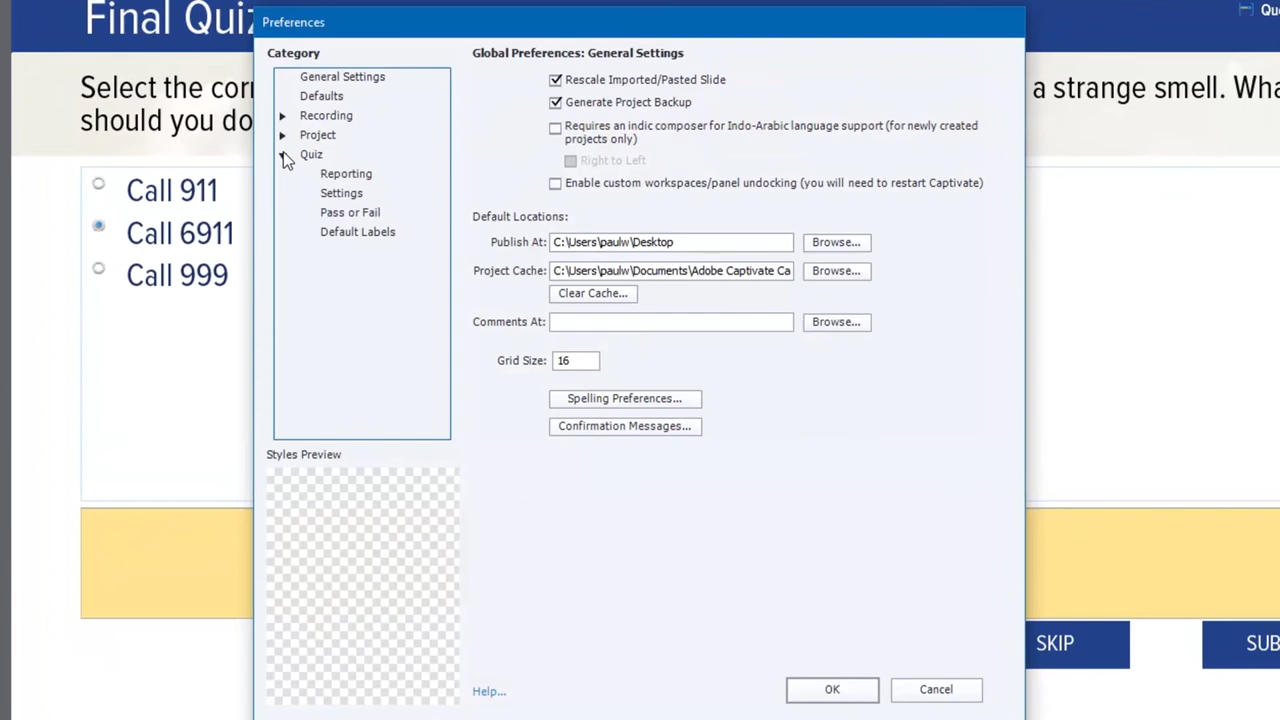 Final Quiz
Que
Select the cor
a strange smell. Wha
should you do
Call 911
Call 6911
Call 999
SKIP
SUB
Preferences
Category
General Settings
Defaults
Recording
Project
Quiz
Reporting
Settings
Pass or Fail
Default Labels
Styles Preview
Global Preferences: General Settings
Rescale Imported/Pasted Slide
Generate Project Backup
Requires an indic composer for Indo-Arabic language support (for newly created
projects only)
Right to Left
Enable custom workspaces/panel undocking (you will need to restart Captivate)
Default Locations:
Publish At: C:\Users\paulw\Desktop Browse...
Project Cache: C:\Users\paulw\Documents\Adobe Captivate Ca Browse...
Clear Cache...
Comments At: Browse...
Grid Size: 16
Spelling Preferences...
Confirmation Messages...
Help...
OK
Cancel